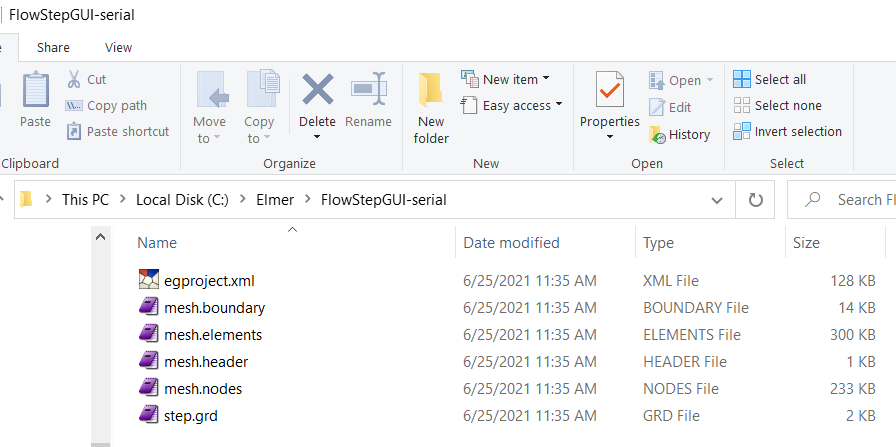 FlowStepGUI-serial
Share View
Cut
Copy path
Paste shortcut
Paste
Clipboard
Move to
Copy to
Delete
Rename
Organize
New folder
New item
Easy access
New
Properties
Open
Edit
History
Open
Select all
Select none
Invert selection
Select
This PC > Local Disk (C:) > Elmer > FlowStepGUI-serial
Search Fl
Name Date modified Type Size
egproject.xml 6/25/2021 11:35 AM XML File 128 KB
mesh.boundary 6/25/2021 11:35 AM BOUNDARY File 14 KB
mesh.elements 6/25/2021 11:35 AM ELEMENTS File 300 KB
mesh.header 6/25/2021 11:35 AM HEADER File 1 KB
mesh.nodes 6/25/2021 11:35 AM NODES File 233 KB
step.grd 6/25/2021 11:35 AM GRD File 2 KB